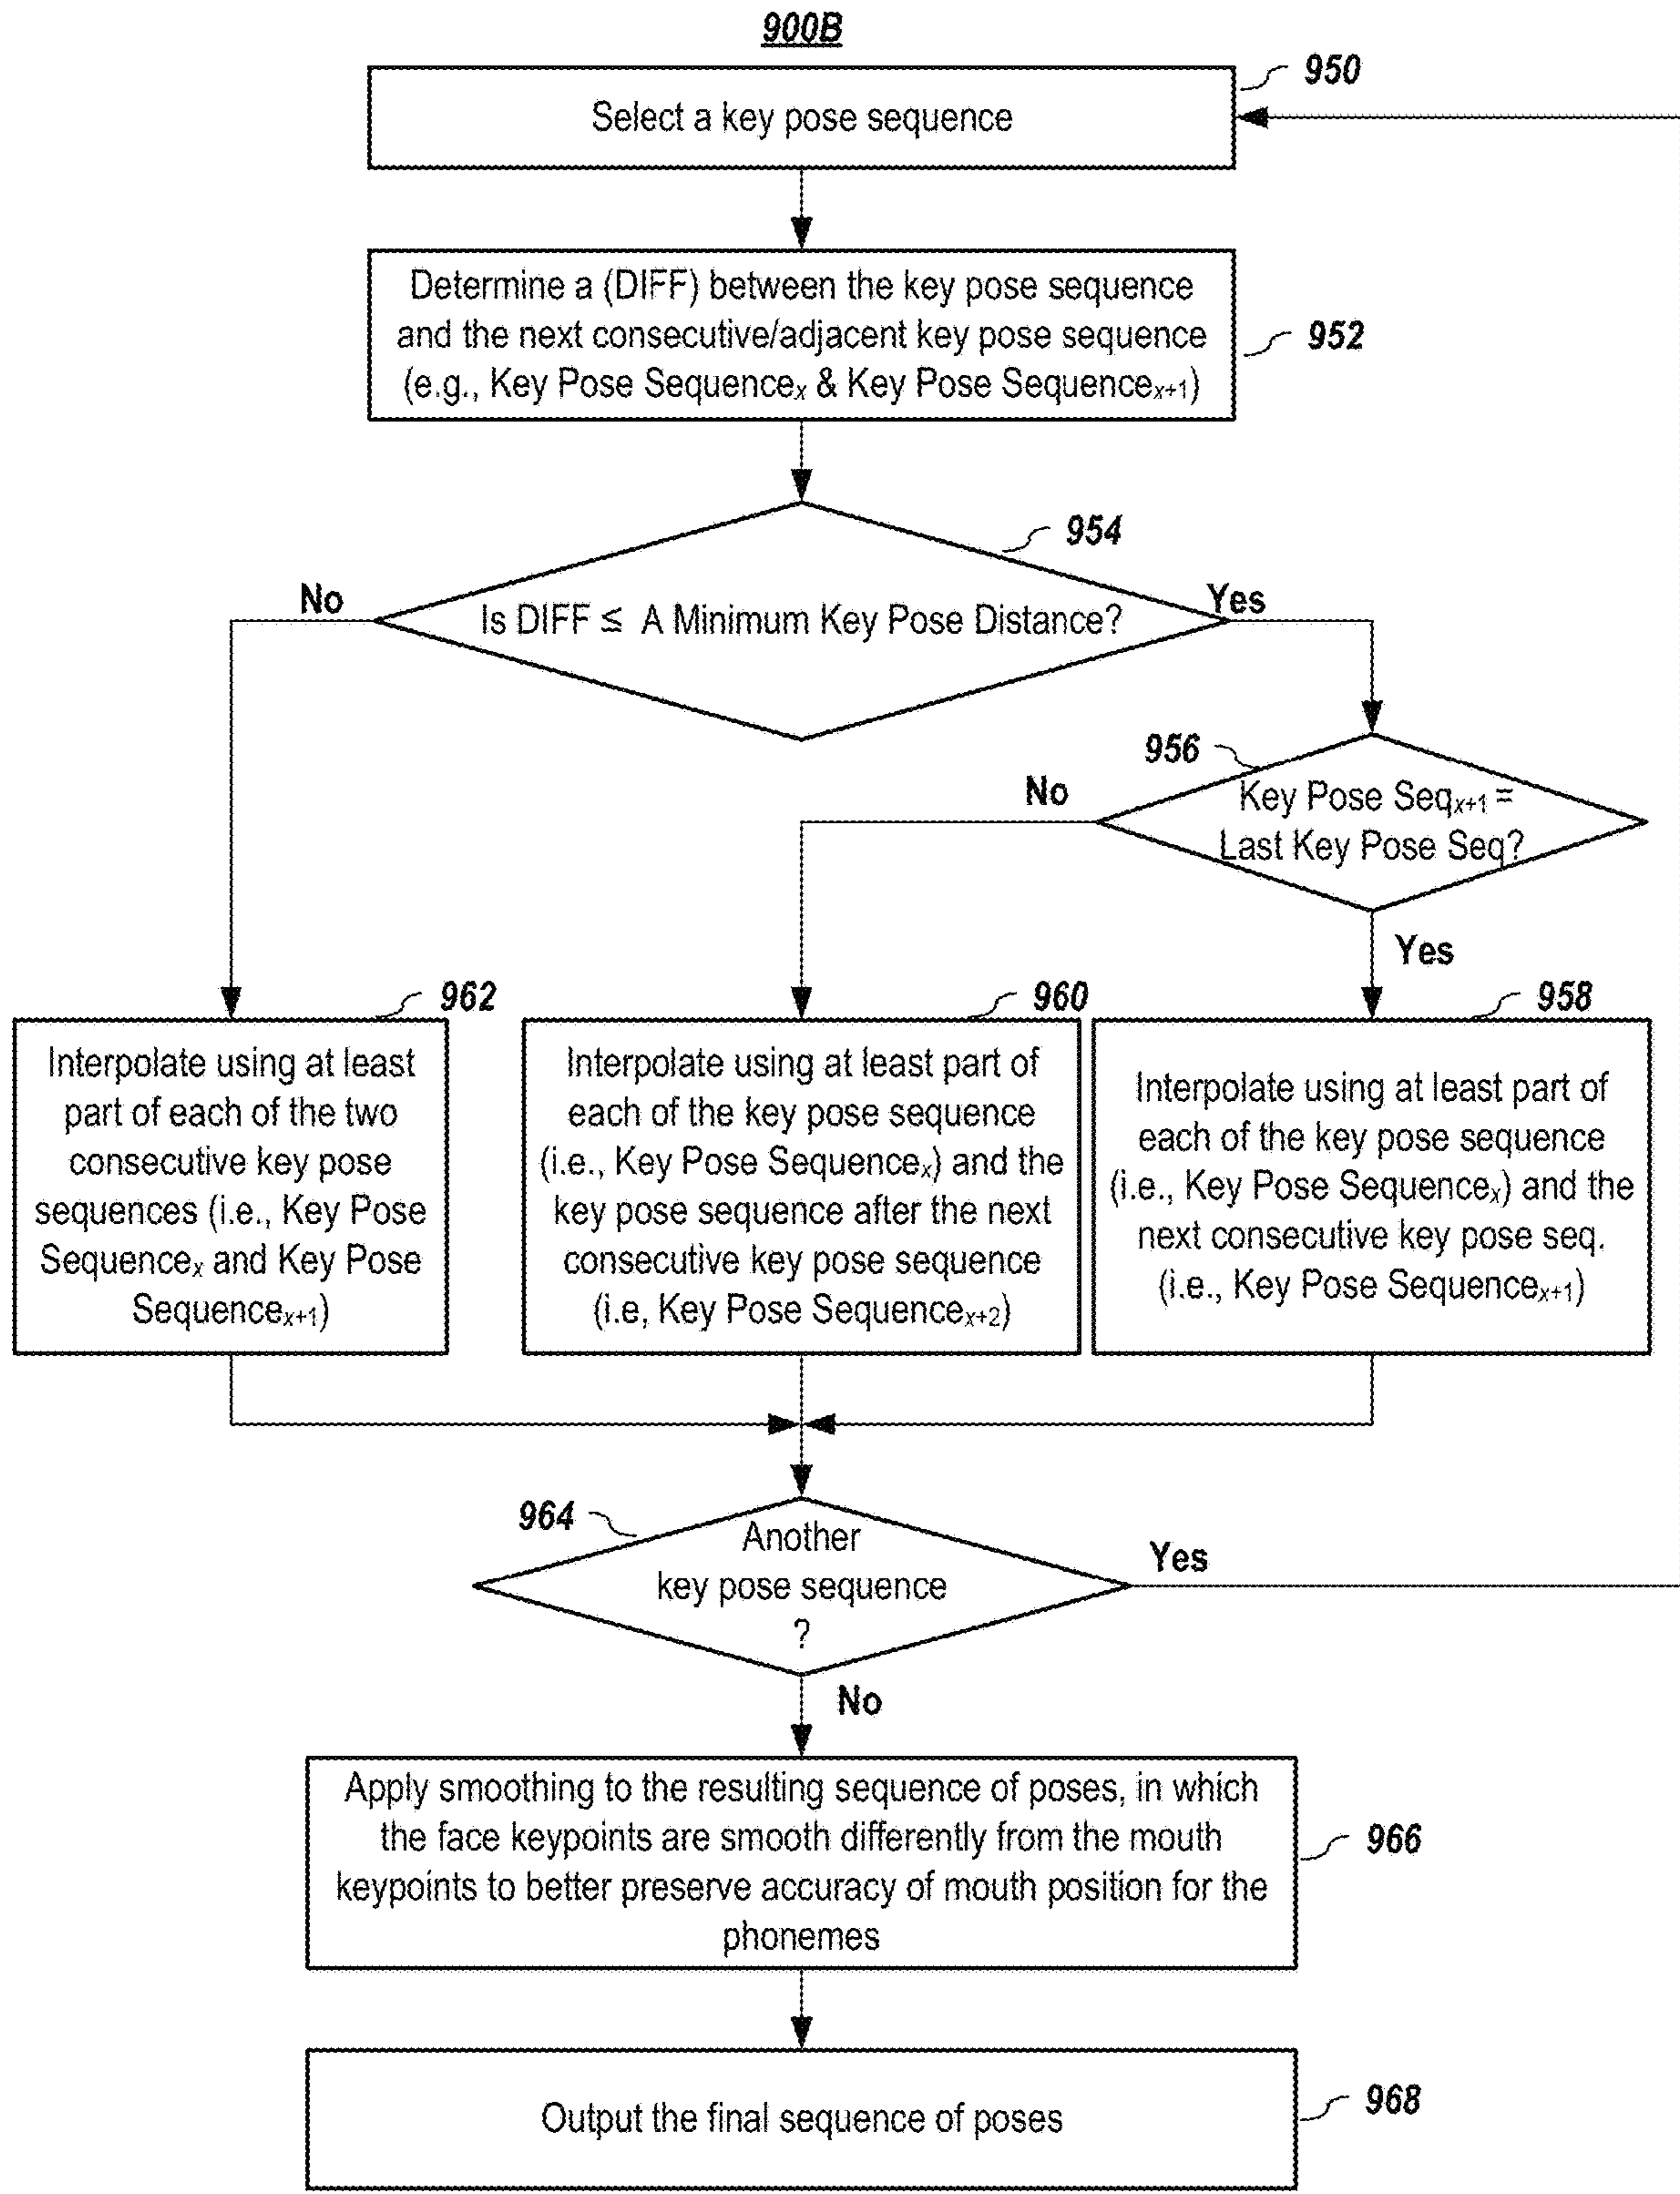 900B
950
Select a key pose sequence
Determine a (DIFF) between the key pose sequence
and the next consecutive/adjacent key pose sequence
(e.g., Key Pose Sequenceₓ & Key Pose Sequenceₓ₊₁)
952
954
No
Is DIFF ≤ A Minimum Key Pose Distance?
Yes
956
No
Key Pose Seqₓ₊₁ =
Last Key Pose Seq?
Yes
962
Interpolate using at least
part of each of the two
consecutive key pose
sequences (i.e., Key Pose
Sequenceₓ and Key Pose
Sequenceₓ₊₁)
960
Interpolate using at least part of
each of the key pose sequence
(i.e., Key Pose Sequenceₓ) and the
key pose sequence after the next
consecutive key pose sequence
(i.e, Key Pose Sequenceₓ₊₂)
958
Interpolate using at least part of
each of the key pose sequence
(i.e., Key Pose Sequenceₓ) and the
next consecutive key pose seq.
(i.e., Key Pose Sequenceₓ₊₁)
964
Another
key pose sequence
?
Yes
No
Apply smoothing to the resulting sequence of poses, in which
the face keypoints are smooth differently from the mouth
keypoints to better preserve accuracy of mouth position for the
phonemes
966
Output the final sequence of poses
968